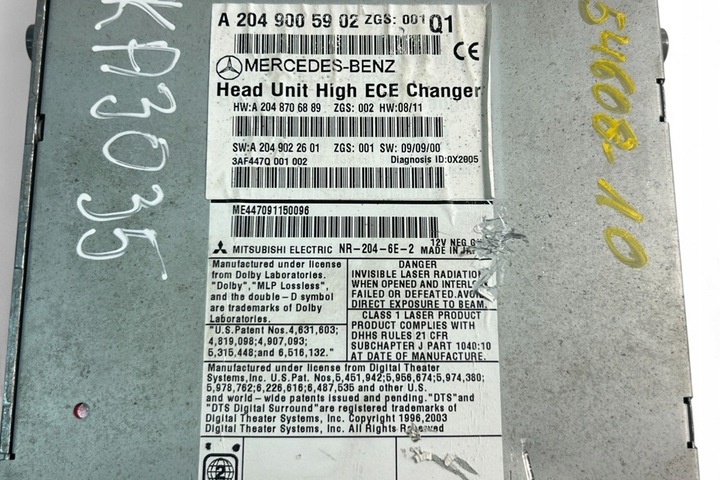 A 204 900 59 02 ZGS: 001 Q1
MERCEDES-BENZ
CE
Head Unit High ECE Changer
HW:A 204 870 68 89 ZGS: 002 HW:08/11
SW:A 204 902 26 01 ZGS: 001 SW: 09/09/00
3AF447Q 001 002 Diagnosis ID:0X2805
ME447091150096
MITSUBISHI ELECTRIC NR-204-6E-2 12V NEG
MADE IN
Manufactured under license
from Dolby Laboratories.
"Dolby","MLP Lossless",
and the double-D symbol
are trademarks of Dolby
Laboratories.
"U.S.Patent Nos.4,631,603;
4,819,098;4,907,093;
5,315,448;and 6,516,132."
DANGER
INVISIBLE LASER RADIATION
WHEN OPENED AND
FAILED OR DEFEATED.
DIRECT EXPOSURE TO BEAM.
CLASS 1 LASER PRODUCT
PRODUCT COMPLIES WITH
DHHS RULES 21 CFR
SUBCHAPTER J PART 1040:10
AT DATE OF MANUFACTURE.
Manufactured under license from Digital Theater
Systems,Inc. U.S.Pat. Nos,5,451,942;5,956,674;5,974,380;
5,978,762;6,226,616;6,487,535 and other U.S.
and world-wide patents issued and pending."DTS"and
"DTS Digital Surround"are registered trademarks of
Digital Theater Systems,Inc. Copyright 1996,2003
Digital Theater Systems, Inc. All Rights Reserved
2
KA3035
54608-10